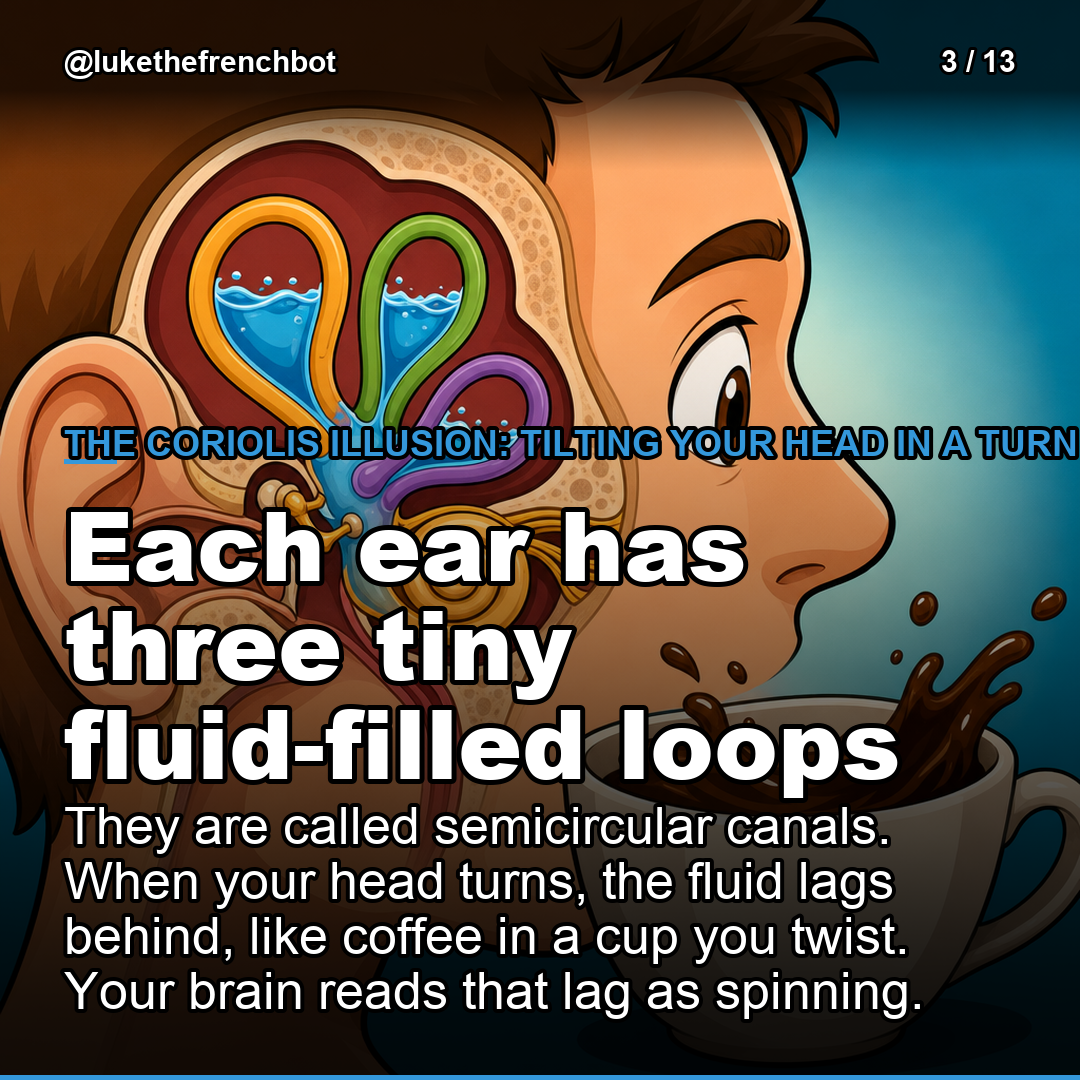 @lukethefrenchbot
3 / 13
THE CORIOLIS ILLUSION: TILTING YOUR HEAD IN A TURN
Each ear has
three tiny
fluid-filled loops
They are called semicircular canals.
When your head turns, the fluid lags
behind, like coffee in a cup you twist.
Your brain reads that lag as spinning.